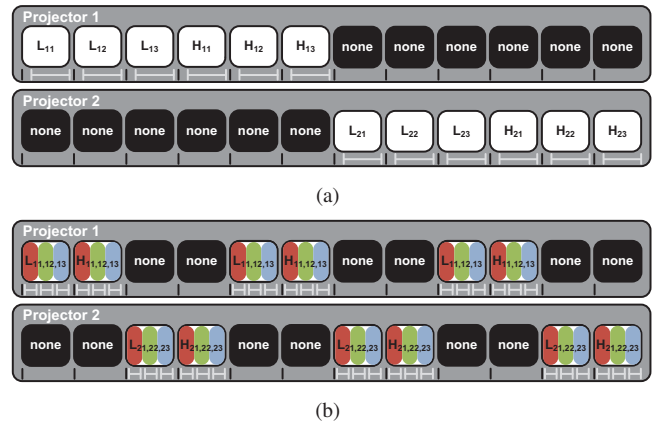 Projector 1
L11 L12 L13 H11 H12 H13 none none none none none none
Projector 2
none none none none none none L21 L22 L23 H21 H22 H23
(a)
Projector 1
L11,12,13 H11,12,13 none none L11,12,13 H11,12,13 none none L11,12,13 H11,12,13 none none
Projector 2
none none L21,22,23 H21,22,23 none none L21,22,23 H21,22,23 none none L21,22,23 H21,22,23
(b)